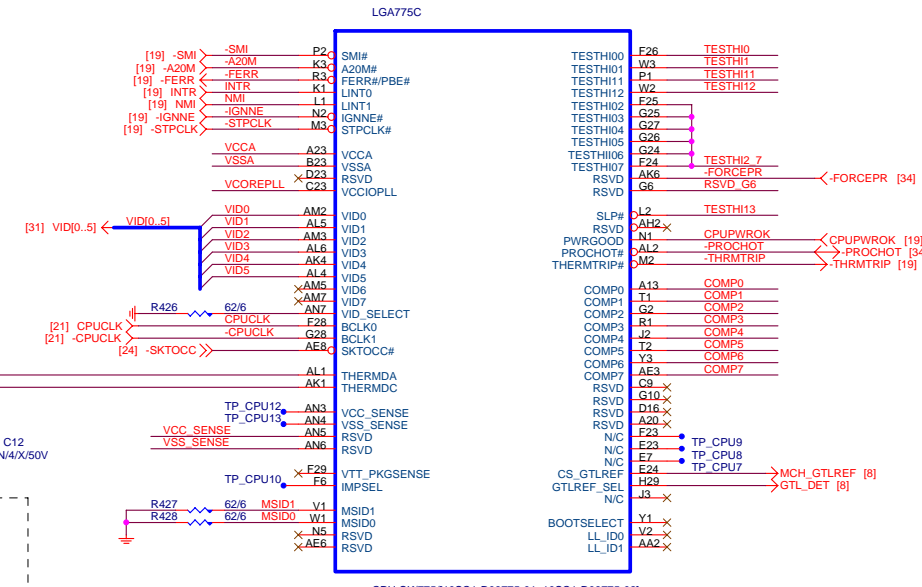 LGA775C
[19] -SMI -SMI P2 SMI# TESTHI00 F26 TESTHI0
[19] -A20M -A20M K3 A20M# TESTHI01 W3 TESTHI1
[19] -FERR -FERR R3 FERR#/PBE# TESTHI11 P1 TESTHI11
[19] INTR INTR K1 LINT0 TESTHI12 W2 TESTHI12
[19] NMI NMI L1 LINT1 TESTHI02 F25
[19] -IGNNE -IGNNE N2 IGNNE# TESTHI03 G25
[19] -STPCLK -STPCLK M3 STPCLK# TESTHI04 G27
TESTHI05 G26
VCCA A23 VCCA TESTHI06 G24
VSSA B23 VSSA TESTHI07 F24 TESTHI2_7
D23 RSVD RSVD AK6 -FORCEPR -FORCEPR [34]
VCOREPLL C23 VCCIOPLL RSVD G6 RSVD_G6
VID0 AM2 VID0 SLP# L2 TESTHI13
[31] VID[0..5] VID[0..5] VID1 AL5 VID1 RSVD AH2
VID2 AM3 VID2 PWRGOOD N1 CPUPWROK CPUPWROK [19]
VID3 AL6 VID3 PROCHOT# AL2 -PROCHOT -PROCHOT [34
VID4 AK4 VID4 THERMTRIP# M2 -THRMTRIP -THRMTRIP [19]
VID5 AL4 VID5
AM5 VID6 COMP0 A13 COMP0
AM7 VID7 COMP1 T1 COMP1
R426 62/6 AN7 VID_SELECT COMP2 G2 COMP2
[21] CPUCLK CPUCLK F28 BCLK0 COMP3 R1 COMP3
[21] -CPUCLK -CPUCLK G28 BCLK1 COMP4 J2 COMP4
[24] -SKTOCC AE8 SKTOCC# COMP5 T2 COMP5
COMP6 Y3 COMP6
AL1 THERMDA COMP7 AE3 COMP7
AK1 THERMDC RSVD C9
RSVD G10
TP_CPU12 AN3 VCC_SENSE RSVD D16
TP_CPU13 AN4 VSS_SENSE RSVD A20
VCC_SENSE AN5 RSVD N/C F23 TP_CPU9
C12 VSS_SENSE AN6 RSVD N/C E23 TP_CPU8
N/4/X/50V N/C E7 TP_CPU7
F29 VTT_PKGSENSE CS_GTLREF E24 MCH_GTLREF [8]
TP_CPU10 F6 IMPSEL GTLREF_SEL H29 GTL_DET [8]
N/C J3
R427 62/6 MSID1 V1 MSID1
R428 62/6 MSID0 W1 MSID0 BOOTSELECT Y1
N5 RSVD LL_ID0 V2
AE6 RSVD LL_ID1 AA2